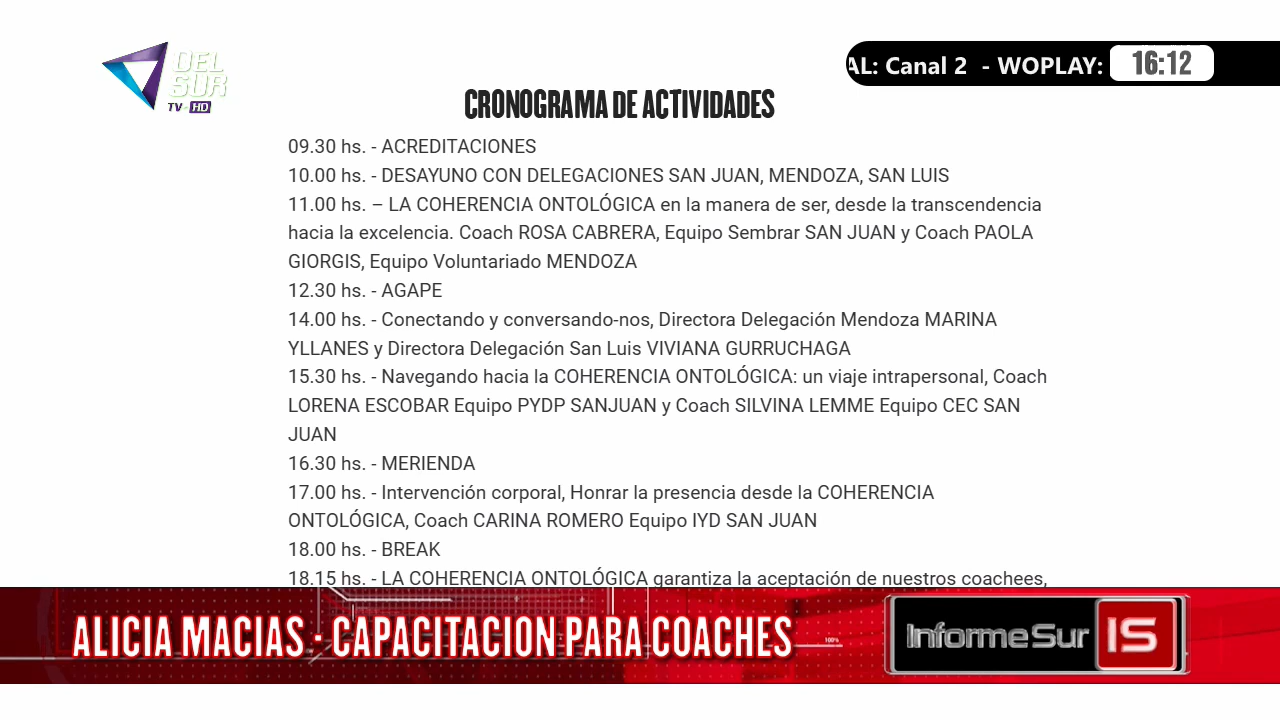 DEL
SUR
TV-HD
AL: Canal 2 - WOPLAY:
16:12
CRONOGRAMA DE ACTIVIDADES
09.30 hs. - ACREDITACIONES
10.00 hs. - DESAYUNO CON DELEGACIONES SAN JUAN, MENDOZA, SAN LUIS
11.00 hs. – LA COHERENCIA ONTOLÓGICA en la manera de ser, desde la transcendencia
hacia la excelencia. Coach ROSA CABRERA, Equipo Sembrar SAN JUAN y Coach PAOLA
GIORGIS, Equipo Voluntariado MENDOZA
12.30 hs. - AGAPE
14.00 hs. - Conectando y conversando-nos, Directora Delegación Mendoza MARINA
YLLANES y Directora Delegación San Luis VIVIANA GURRUCHAGA
15.30 hs. - Navegando hacia la COHERENCIA ONTOLÓGICA: un viaje intrapersonal, Coach
LORENA ESCOBAR Equipo PYDP SANJUAN y Coach SILVINA LEMME Equipo CEC SAN
JUAN
16.30 hs. - MERIENDA
17.00 hs. - Intervención corporal, Honrar la presencia desde la COHERENCIA
ONTOLÓGICA, Coach CARINA ROMERO Equipo IYD SAN JUAN
18.00 hs. - BREAK
18.15 hs. - LA COHERENCIA ONTOLÓGICA garantiza la aceptación de nuestros coachees,
ALICIA MACIAS : CAPACITACION PARA COACHES
100%
InformeSur IS